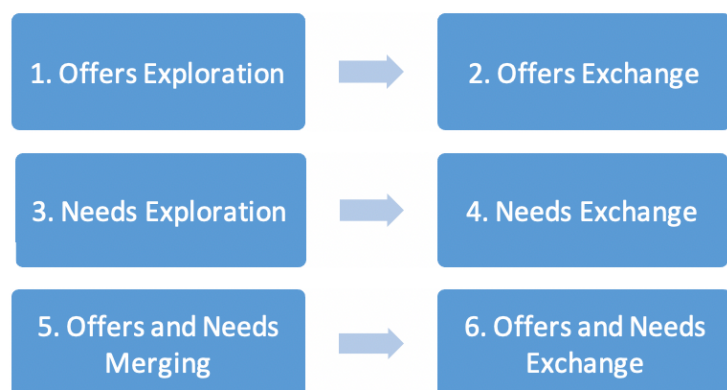 1. Offers Exploration
2. Offers Exchange
3. Needs Exploration
4. Needs Exchange
5. Offers and Needs
Merging
6. Offers and Needs
Exchange